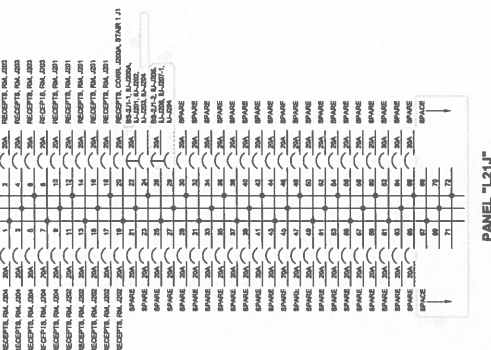 RECEPTS, RM. J204 20A 1 2 20A RECEPTS, RM. J203
RECEPTS, RM. J204 20A 3 4 20A RECEPTS, RM. J203
RECEPTS, RM. J204 20A 5 6 20A RECEPTS, RM. J203
RECEPTS, RM. J204 20A 7 8 20A RECEPTS, RM. J203
RECEPTS, RM. J204 20A 9 10 20A RECEPTS, RM. J201
RECEPTS, RM. J202 20A 11 12 20A RECEPTS, RM. J201
RECEPTS, RM. J202 20A 13 14 20A RECEPTS, RM. J201
RECEPTS, RM. J202 20A 15 16 20A RECEPTS, RM. J201
RECEPTS, RM. J202 20A 17 18 20A RECEPTS, RM. J201
RECEPTS, RM. J202 20A 19 20 20A RECEPTS, CORR. J200A, STAIR 1 J1
SPARE 20A 21 22 20A
SPARE 20A 23 24
SPARE 20A 25 26 20A
SPARE 20A 27 28
SPARE 20A 29 30 20A SPARE
SPARE 20A 31 32 20A SPARE
SPARE 20A 33 34 20A SPARE
SPARE 20A 35 36 20A SPARE
SPARE 20A 37 38 20A SPARE
SPARE 20A 39 40 20A SPARE
SPARE 20A 41 42 20A SPARE
SPARE 20A 43 44 20A SPARE
SPARE 20A 45 46 20A SPARE
SPARE 20A 47 48 20A SPARE
SPARE 20A 49 50 20A SPARE
SPARE 20A 51 52 20A SPARE
SPARE 20A 53 54 20A SPARE
SPARE 20A 55 56 20A SPARE
SPARE 20A 57 58 20A SPARE
SPARE 20A 59 60 20A SPARE
SPARE 20A 61 62 30A SPARE
SPARE 20A 63 64 30A SPARE
SPARE 20A 65 66 30A SPARE
SPACE 67 68 SPACE
69 70
71 72
PANEL "L21J"